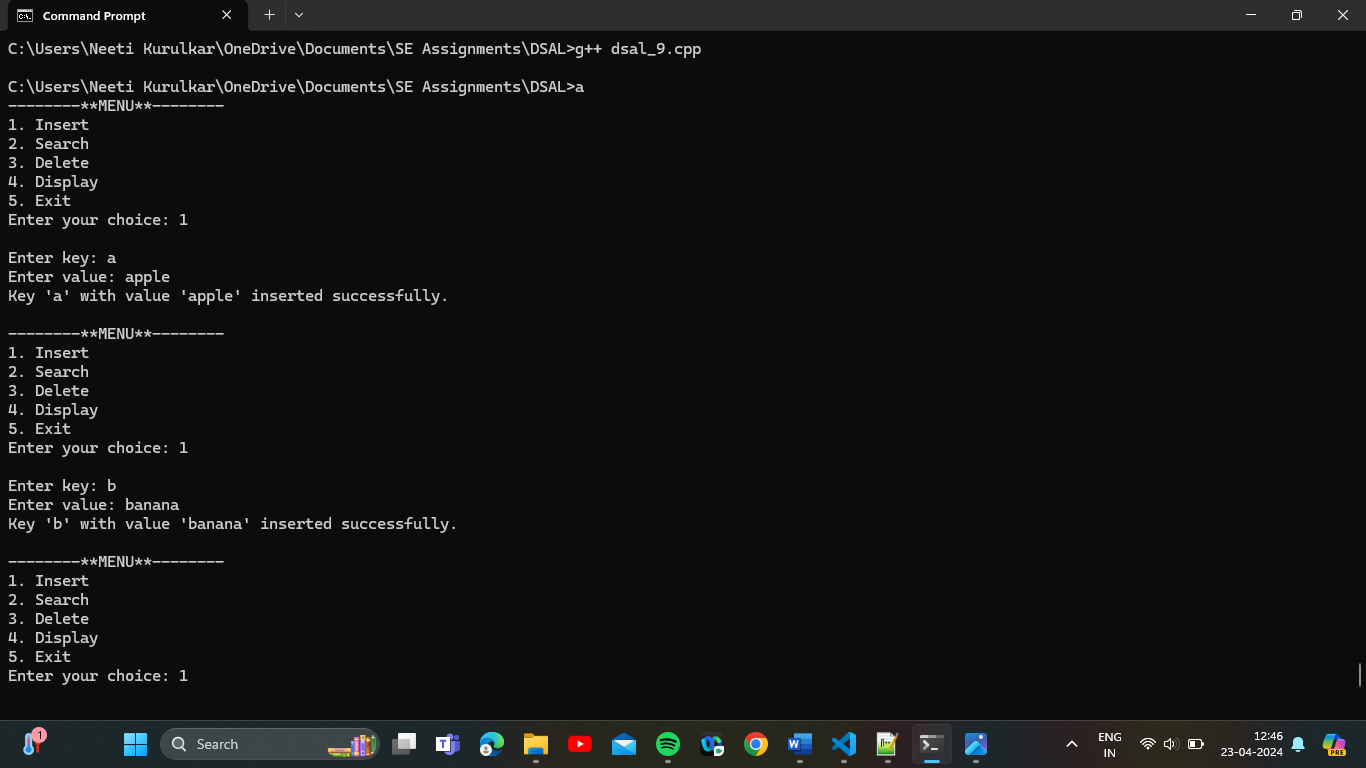 Command Prompt
C:\Users\Neeti Kurulkar\OneDrive\Documents\SE Assignments\DSAL>g++ dsal_9.cpp
C:\Users\Neeti Kurulkar\OneDrive\Documents\SE Assignments\DSAL>a
--------**MENU**--------
1. Insert
2. Search
3. Delete
4. Display
5. Exit
Enter your choice: 1
Enter key: a
Enter value: apple
Key 'a' with value 'apple' inserted successfully.
--------**MENU**--------
1. Insert
2. Search
3. Delete
4. Display
5. Exit
Enter your choice: 1
Enter key: b
Enter value: banana
Key 'b' with value 'banana' inserted successfully.
--------**MENU**--------
1. Insert
2. Search
3. Delete
4. Display
5. Exit
Enter your choice: 1
1
Search
ENG
IN
12:46
23-04-2024
PRE